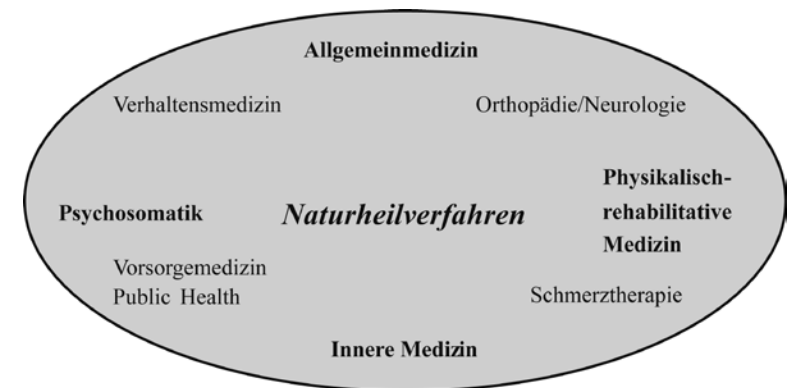 Allgemeinmedizin
Verhaltensmedizin
Orthopädie/Neurologie
Physikalisch-
rehabilitative
Medizin
Psychosomatik
Naturheilverfahren
Vorsorgemedizin
Public Health
Schmerztherapie
Innere Medizin